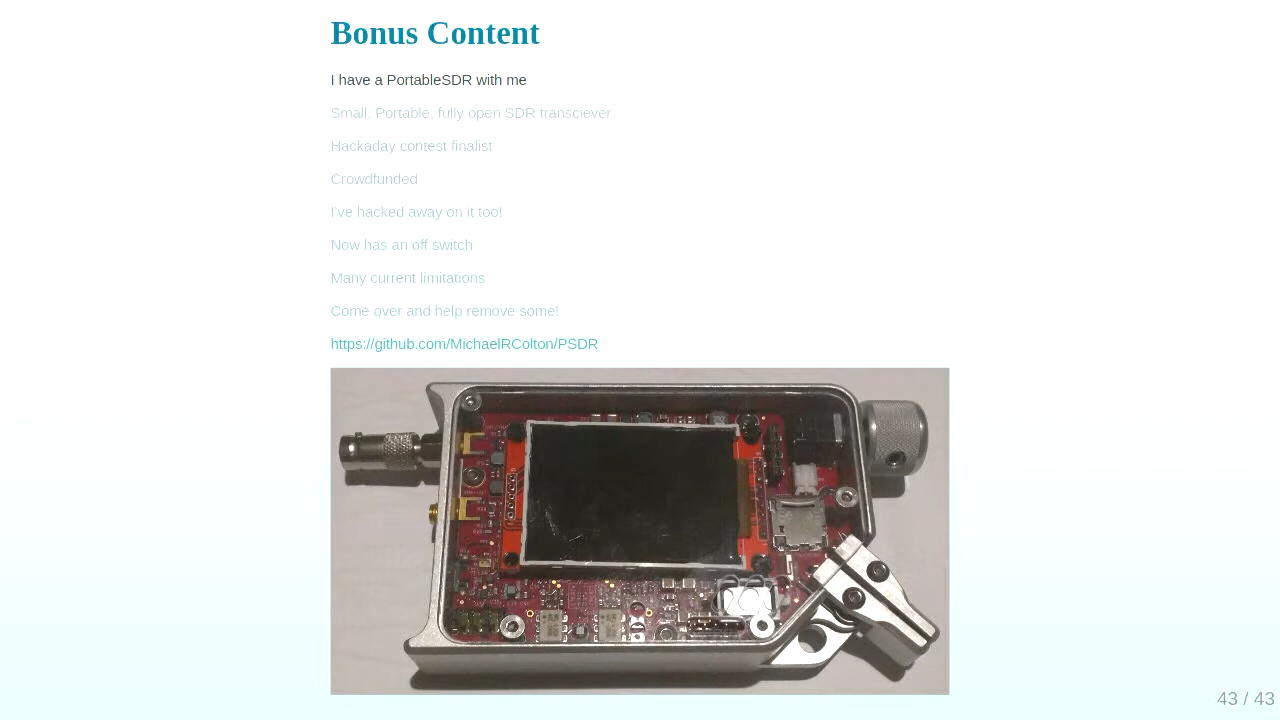 Bonus Content
I have a PortableSDR with me
Small, Portable, fully open SDR transciever
Hackaday contest finalist
Crowdfunded
I've hacked away on it too!
Now has an off switch
Many current limitations
Come over and help remove some!
https://github.com/MichaelRColton/PSDR
43 / 43